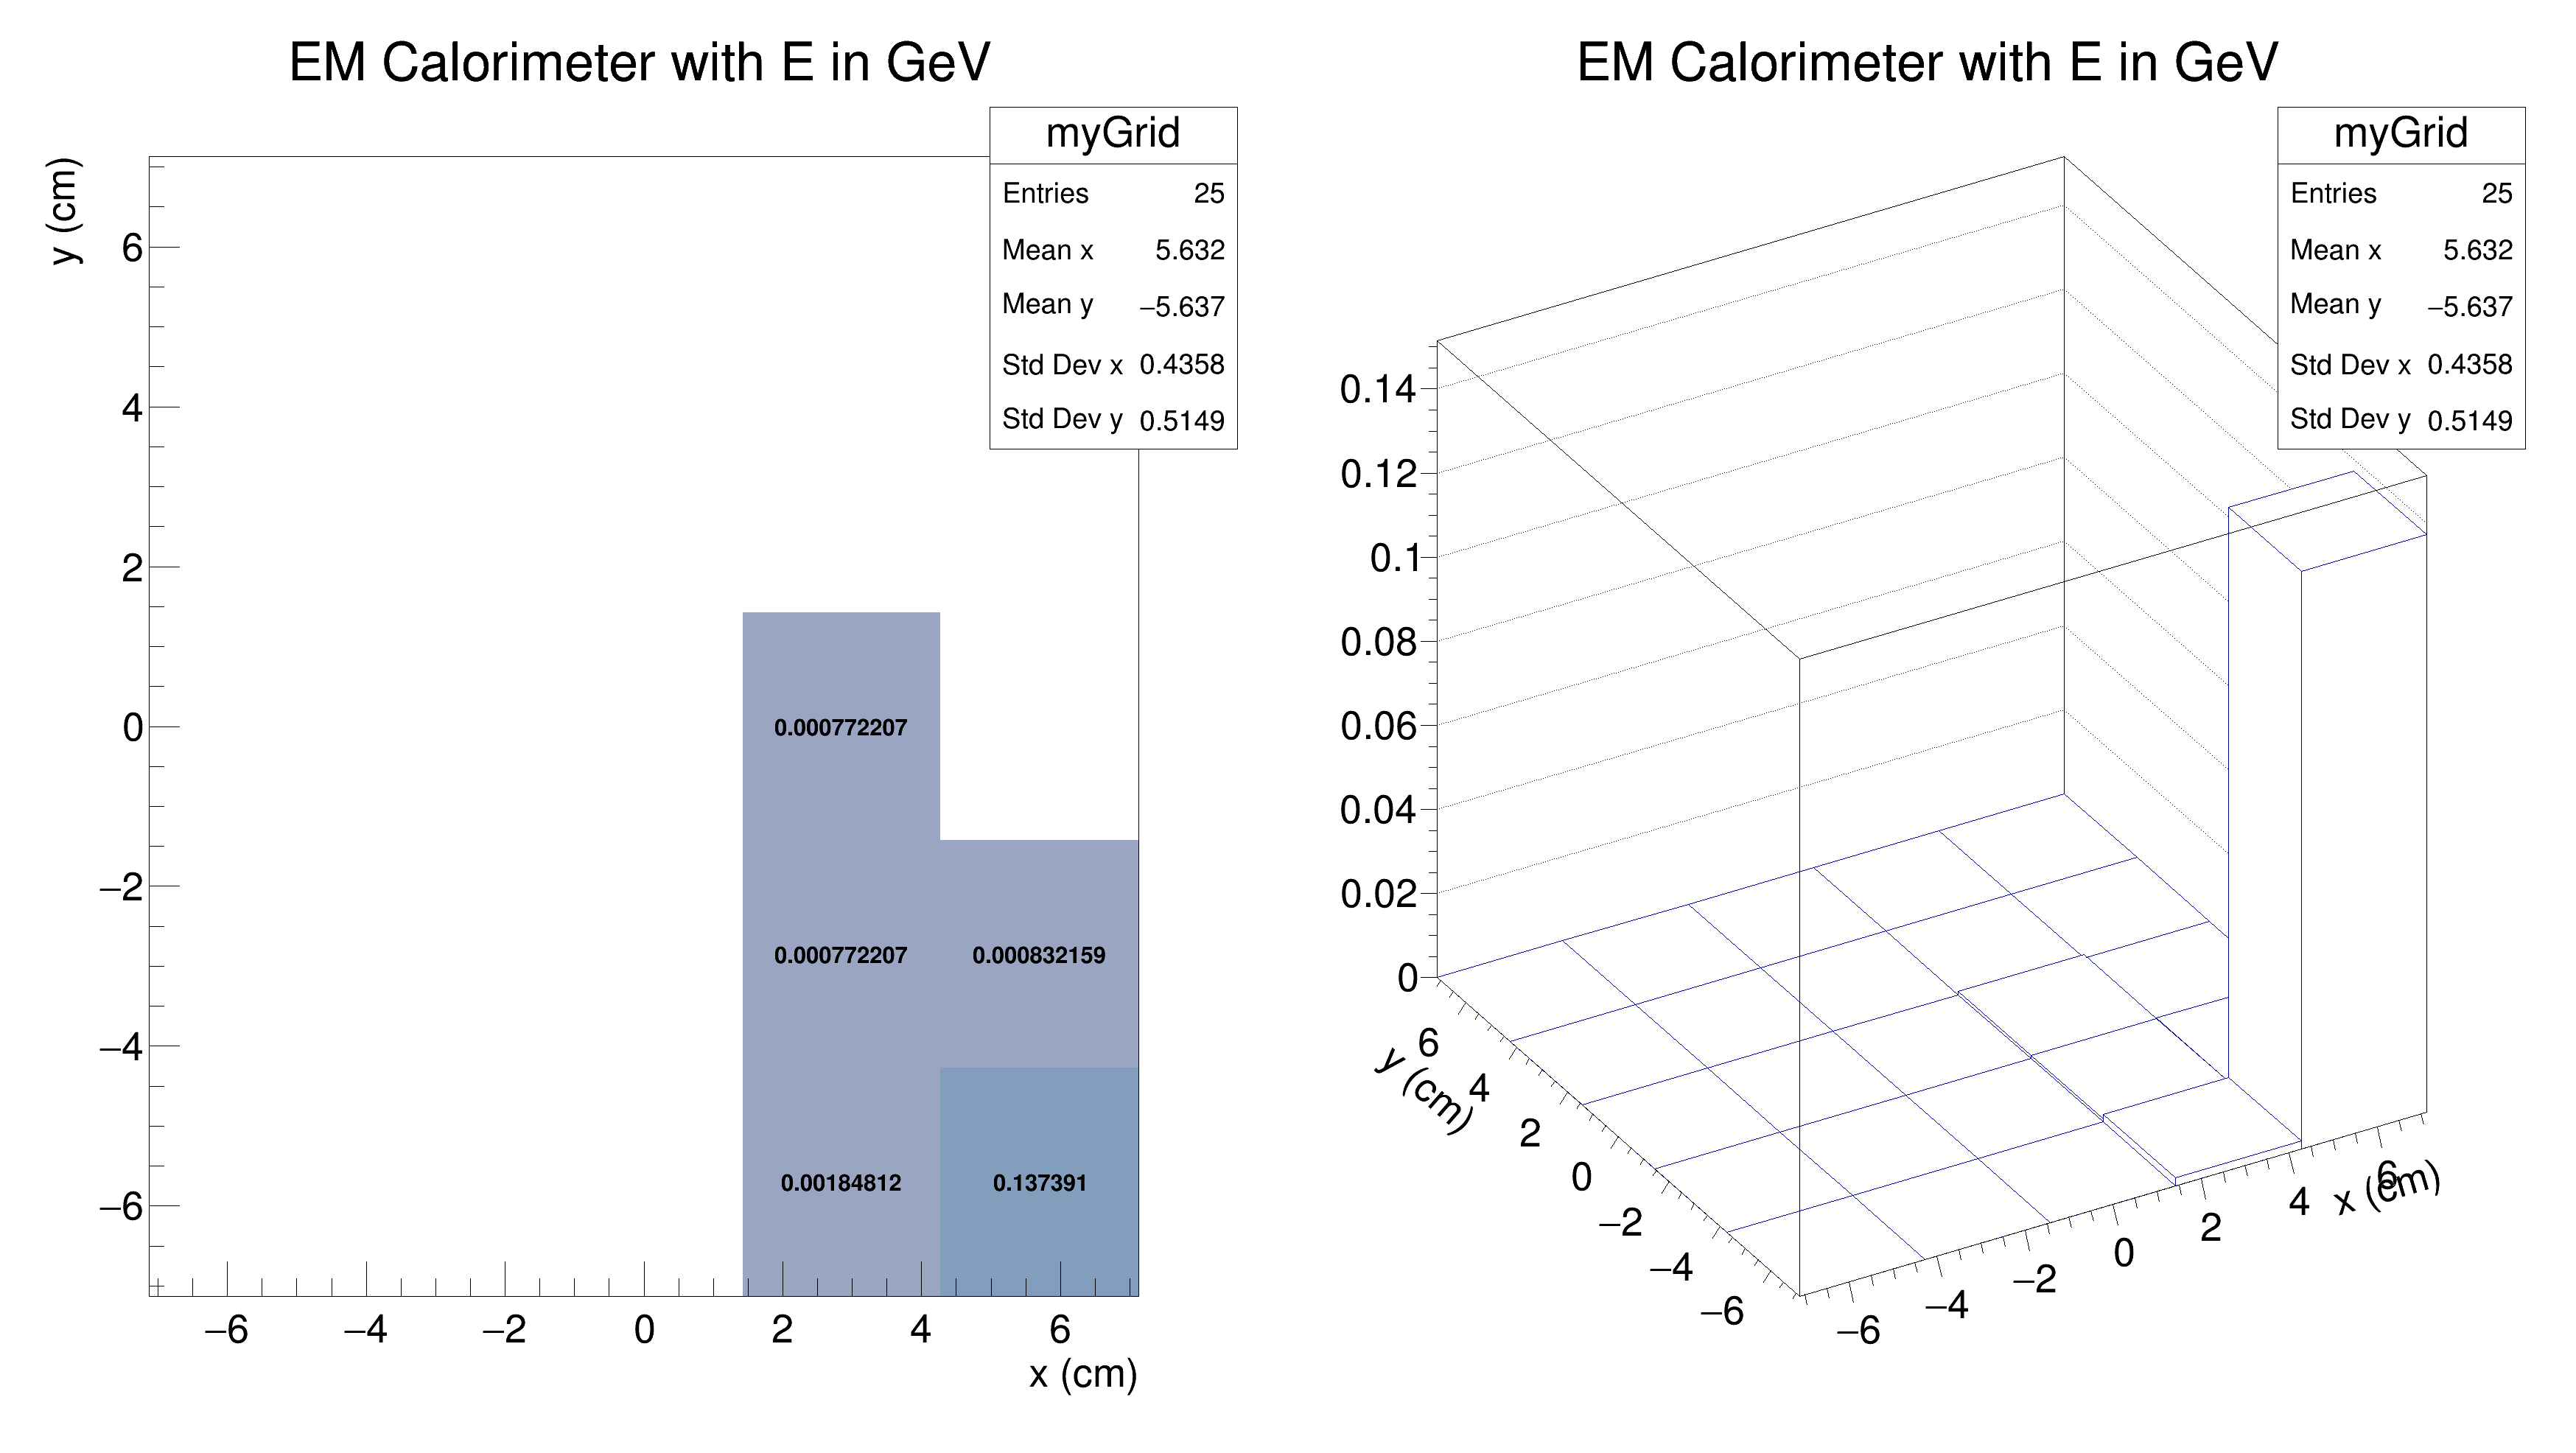 EM Calorimeter with E in GeV
myGrid
Entries 25
Mean x 5.632
Mean y −5.637
Std Dev x 0.4358
Std Dev y 0.5149
y (cm)
6
4
2
0
−2
−4
−6
0.000772207
0.000772207 0.000832159
0.00184812 0.137391
−6 −4 −2 0 2 4 6
x (cm)
EM Calorimeter with E in GeV
myGrid
Entries 25
Mean x 5.632
Mean y −5.637
Std Dev x 0.4358
Std Dev y 0.5149
0.14
0.12
0.1
0.08
0.06
0.04
0.02
0
y (cm)
6
4
2
0
−2
−4
−6
−6 −4 −2 0 2 4 6
x (cm)